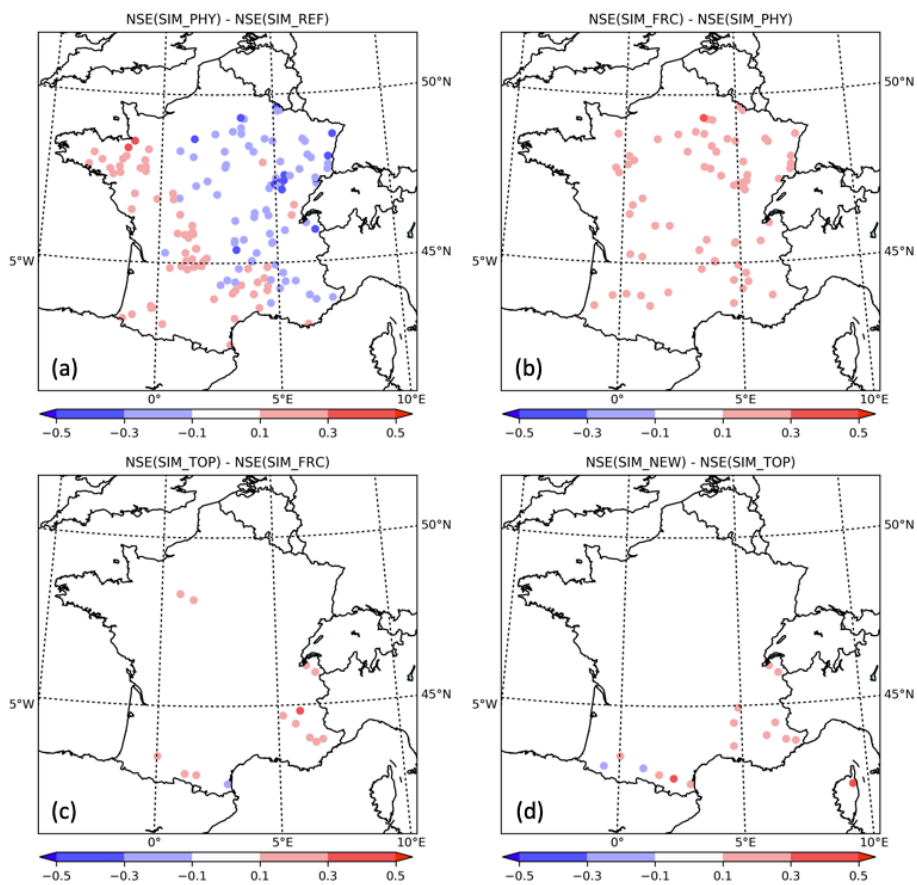 NSE(SIM_PHY) - NSE(SIM_REF)
50°N
45°N
5°W
(a)
0°
5°E
10°E
−0.5 −0.3 −0.1 0.1 0.3 0.5
NSE(SIM_FRC) - NSE(SIM_PHY)
50°N
45°N
5°W
(b)
0°
5°E
10°E
−0.5 −0.3 −0.1 0.1 0.3 0.5
NSE(SIM_TOP) - NSE(SIM_FRC)
50°N
45°N
5°W
(c)
0°
5°E
10°E
−0.5 −0.3 −0.1 0.1 0.3 0.5
NSE(SIM_NEW) - NSE(SIM_TOP)
50°N
45°N
5°W
(d)
0°
5°E
10°E
−0.5 −0.3 −0.1 0.1 0.3 0.5